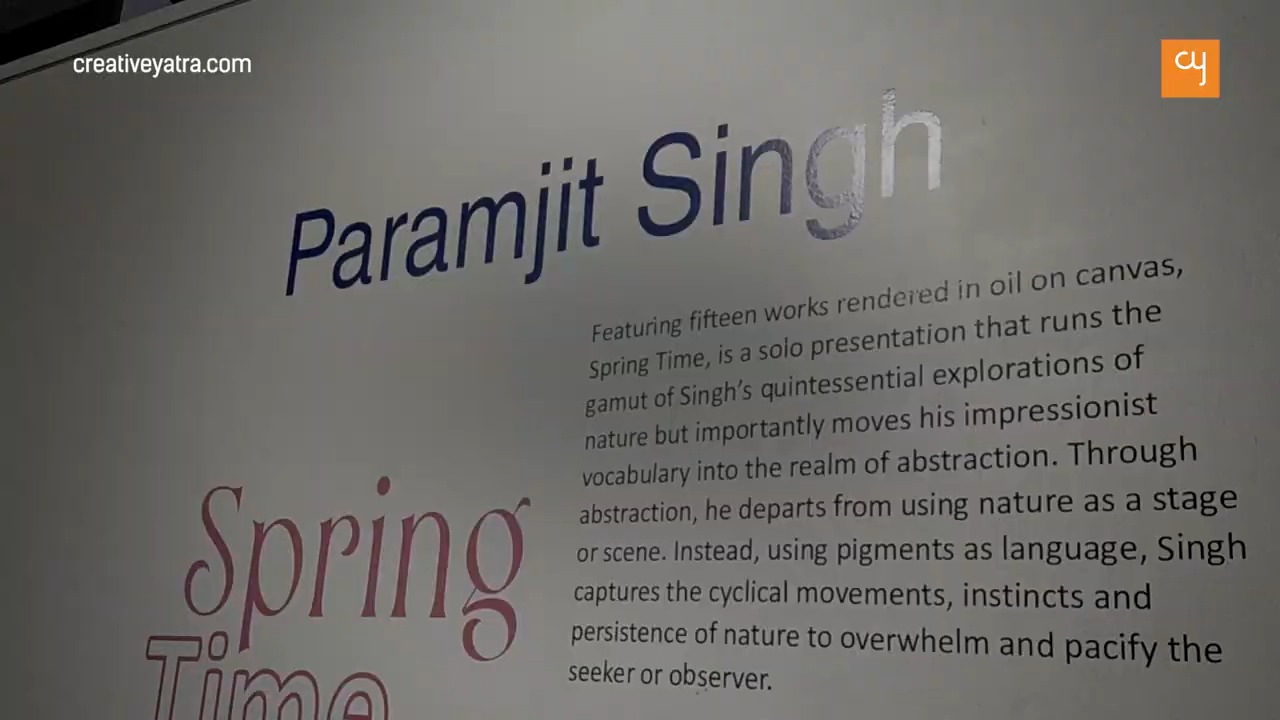 creativeyatra.com
cy
Paramjit Singh
Featuring fifteen works rendered in oil on canvas,
Spring Time, is a solo presentation that runs the
gamut of Singh's quintessential explorations of
nature but importantly moves his impressionist
vocabulary into the realm of abstraction. Through
abstraction, he departs from using nature as a stage
or scene. Instead, using pigments as language, Singh
captures the cyclical movements, instincts and
persistence of nature to overwhelm and pacify the
seeker or observer.
Spring
Time